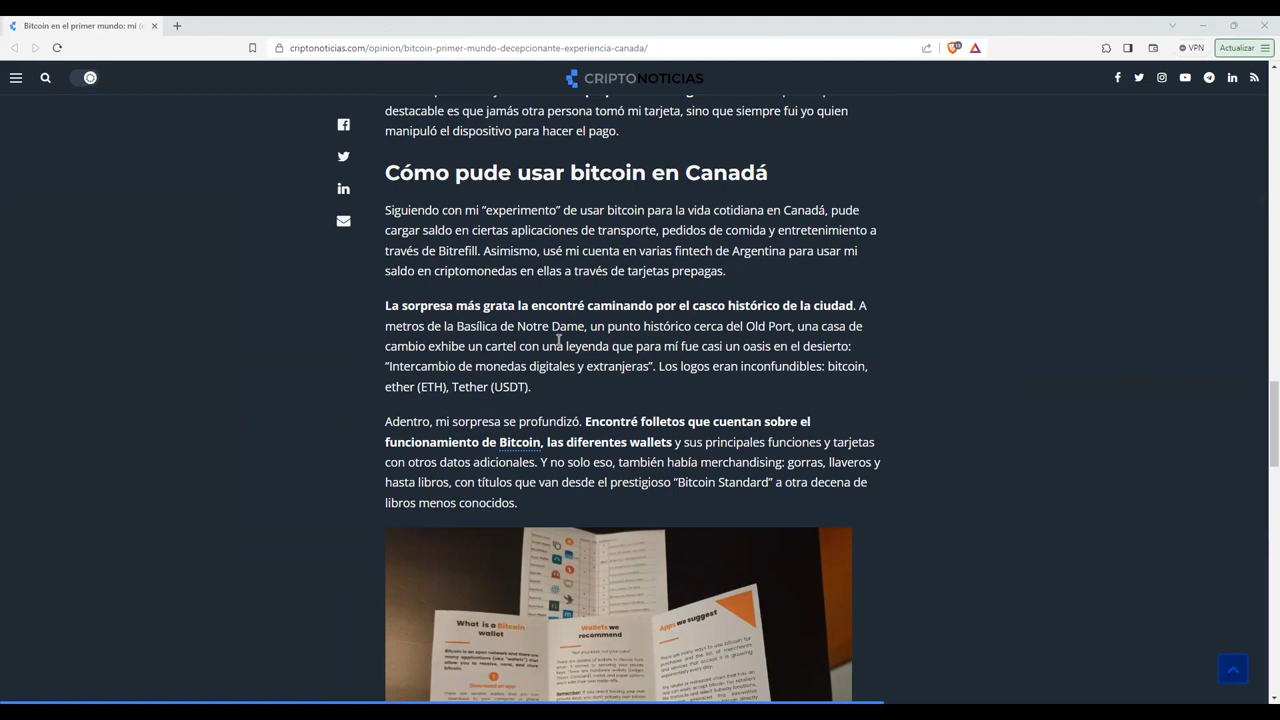 Bitcoin en el primer mundo: mi (
criptonoticias.com/opinion/bitcoin-primer-mundo-decepcionante-experiencia-canada/
VPN
Actualizar
CRIPTONOTICIAS
destacable es que jamás otra persona tomó mi tarjeta, sino que siempre fui yo quien
manipuló el dispositivo para hacer el pago.
Cómo pude usar bitcoin en Canadá
Siguiendo con mi “experimento” de usar bitcoin para la vida cotidiana en Canadá, pude
cargar saldo en ciertas aplicaciones de transporte, pedidos de comida y entretenimiento a
través de Bitrefill. Asimismo, usé mi cuenta en varias fintech de Argentina para usar mi
saldo en criptomonedas en ellas a través de tarjetas prepagas.
La sorpresa más grata la encontré caminando por el casco histórico de la ciudad. A
metros de la Basílica de Notre Dame, un punto histórico cerca del Old Port, una casa de
cambio exhibe un cartel con una leyenda que para mí fue casi un oasis en el desierto:
“Intercambio de monedas digitales y extranjeras”. Los logos eran inconfundibles: bitcoin,
ether (ETH), Tether (USDT).
Adentro, mi sorpresa se profundizó. Encontré folletos que cuentan sobre el
funcionamiento de Bitcoin, las diferentes wallets y sus principales funciones y tarjetas
con otros datos adicionales. Y no solo eso, también había merchandising: gorras, llaveros y
hasta libros, con títulos que van desde el prestigioso “Bitcoin Standard” a otra decena de
libros menos conocidos.
What is a Bitcoin
wallet
Wallets we
recommend
Apps we suggest